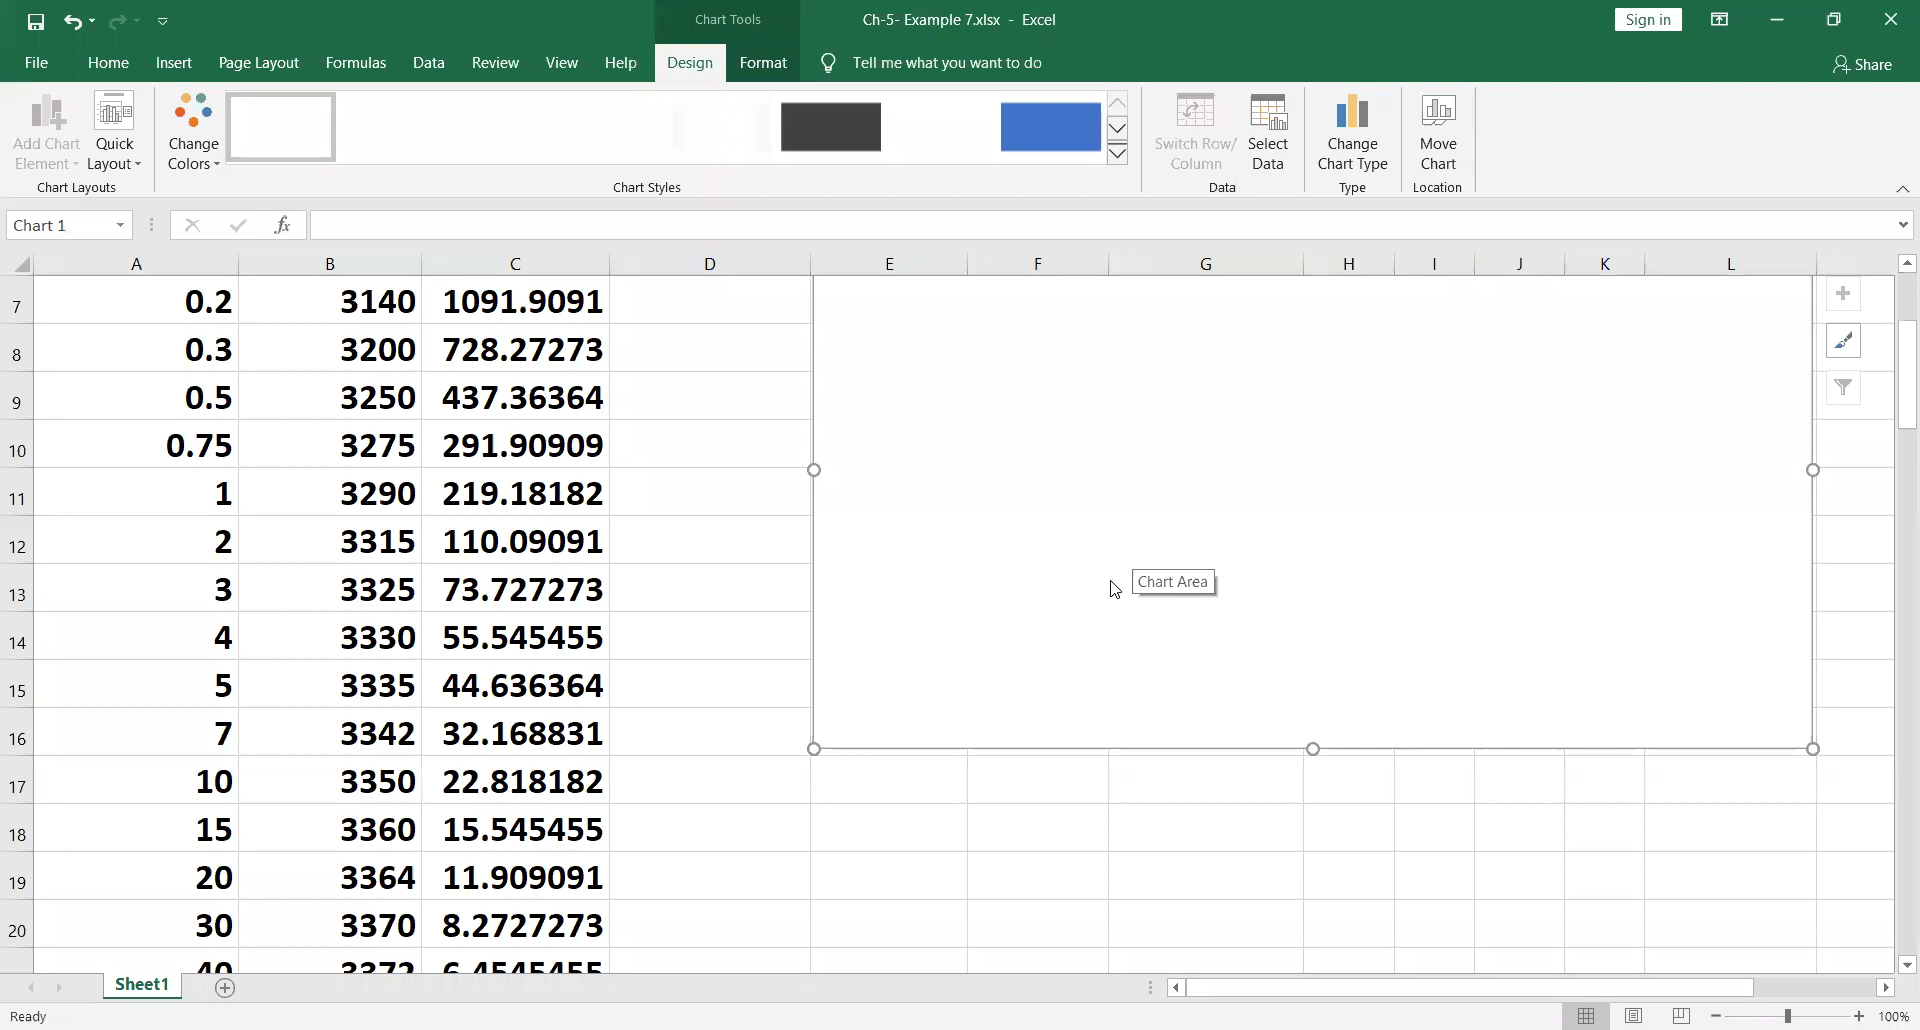 Chart Tools
Ch-5- Example 7.xlsx - Excel
Sign in
File Home Insert Page Layout Formulas Data Review View Help Design Format Tell me what you want to do Share
Add Chart Element
Quick Layout
Chart Layouts
Change Colors
Chart Styles
Switch Row/ Column
Select Data
Data
Change Chart Type
Type
Move Chart
Location
Chart 1
fx
A B C D E F G H I J K L
7 0.2 3140 1091.9091
8 0.3 3200 728.27273
9 0.5 3250 437.36364
10 0.75 3275 291.90909
11 1 3290 219.18182
12 2 3315 110.09091
13 3 3325 73.727273
Chart Area
14 4 3330 55.545455
15 5 3335 44.636364
16 7 3342 32.168831
17 10 3350 22.818182
18 15 3360 15.545455
19 20 3364 11.909091
20 30 3370 8.2727273
40 3372 6.4545455
Sheet1
Ready
100%